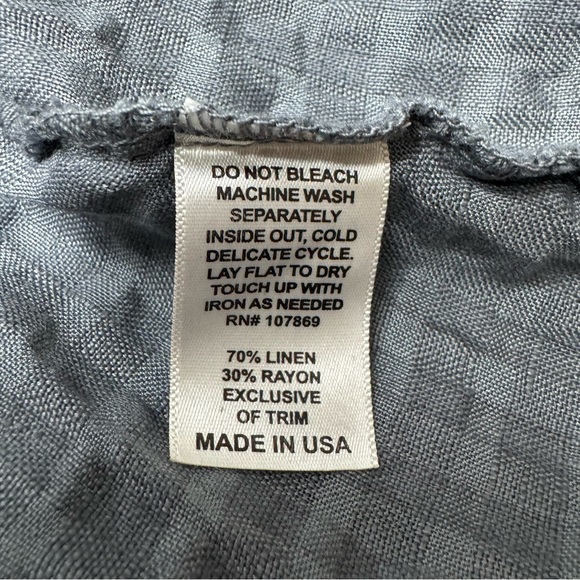 DO NOT BLEACH
MACHINE WASH
SEPARATELY
INSIDE OUT, COLD
DELICATE CYCLE.
LAY FLAT TO DRY
TOUCH UP WITH
IRON AS NEEDED
RN# 107869
70% LINEN
30% RAYON
EXCLUSIVE
OF TRIM
MADE IN USA